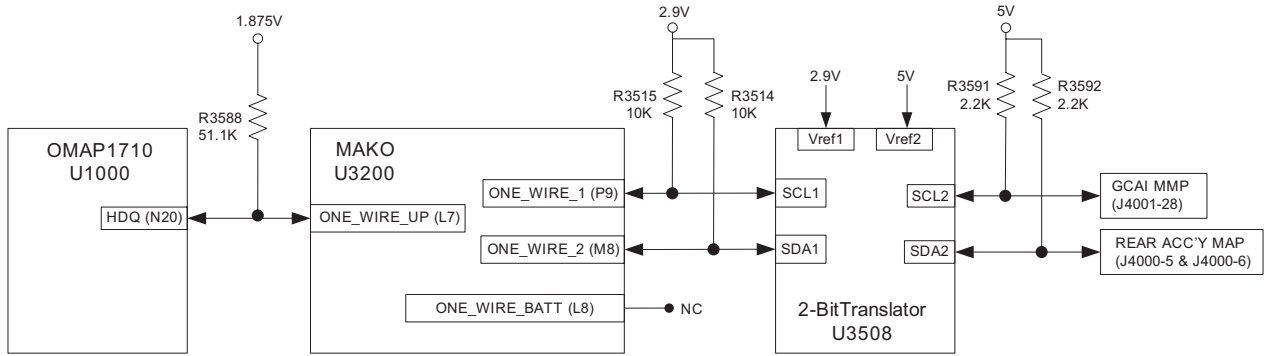 1.875V
2.9V
5V
R3588
51.1K
R3515
10K
R3514
10K
2.9V
5V
R3591
2.2K
R3592
2.2K
OMAP1710
U1000
HDQ (N20)
MAKO
U3200
ONE_WIRE_UP (L7)
ONE_WIRE_1 (P9)
ONE_WIRE_2 (M8)
ONE_WIRE_BATT (L8)
NC
Vref1
Vref2
SCL1
SDA1
SCL2
SDA2
2-BitTranslator
U3508
GCAI MMP
(J4001-28)
REAR ACC'Y MAP
(J4000-5 & J4000-6)